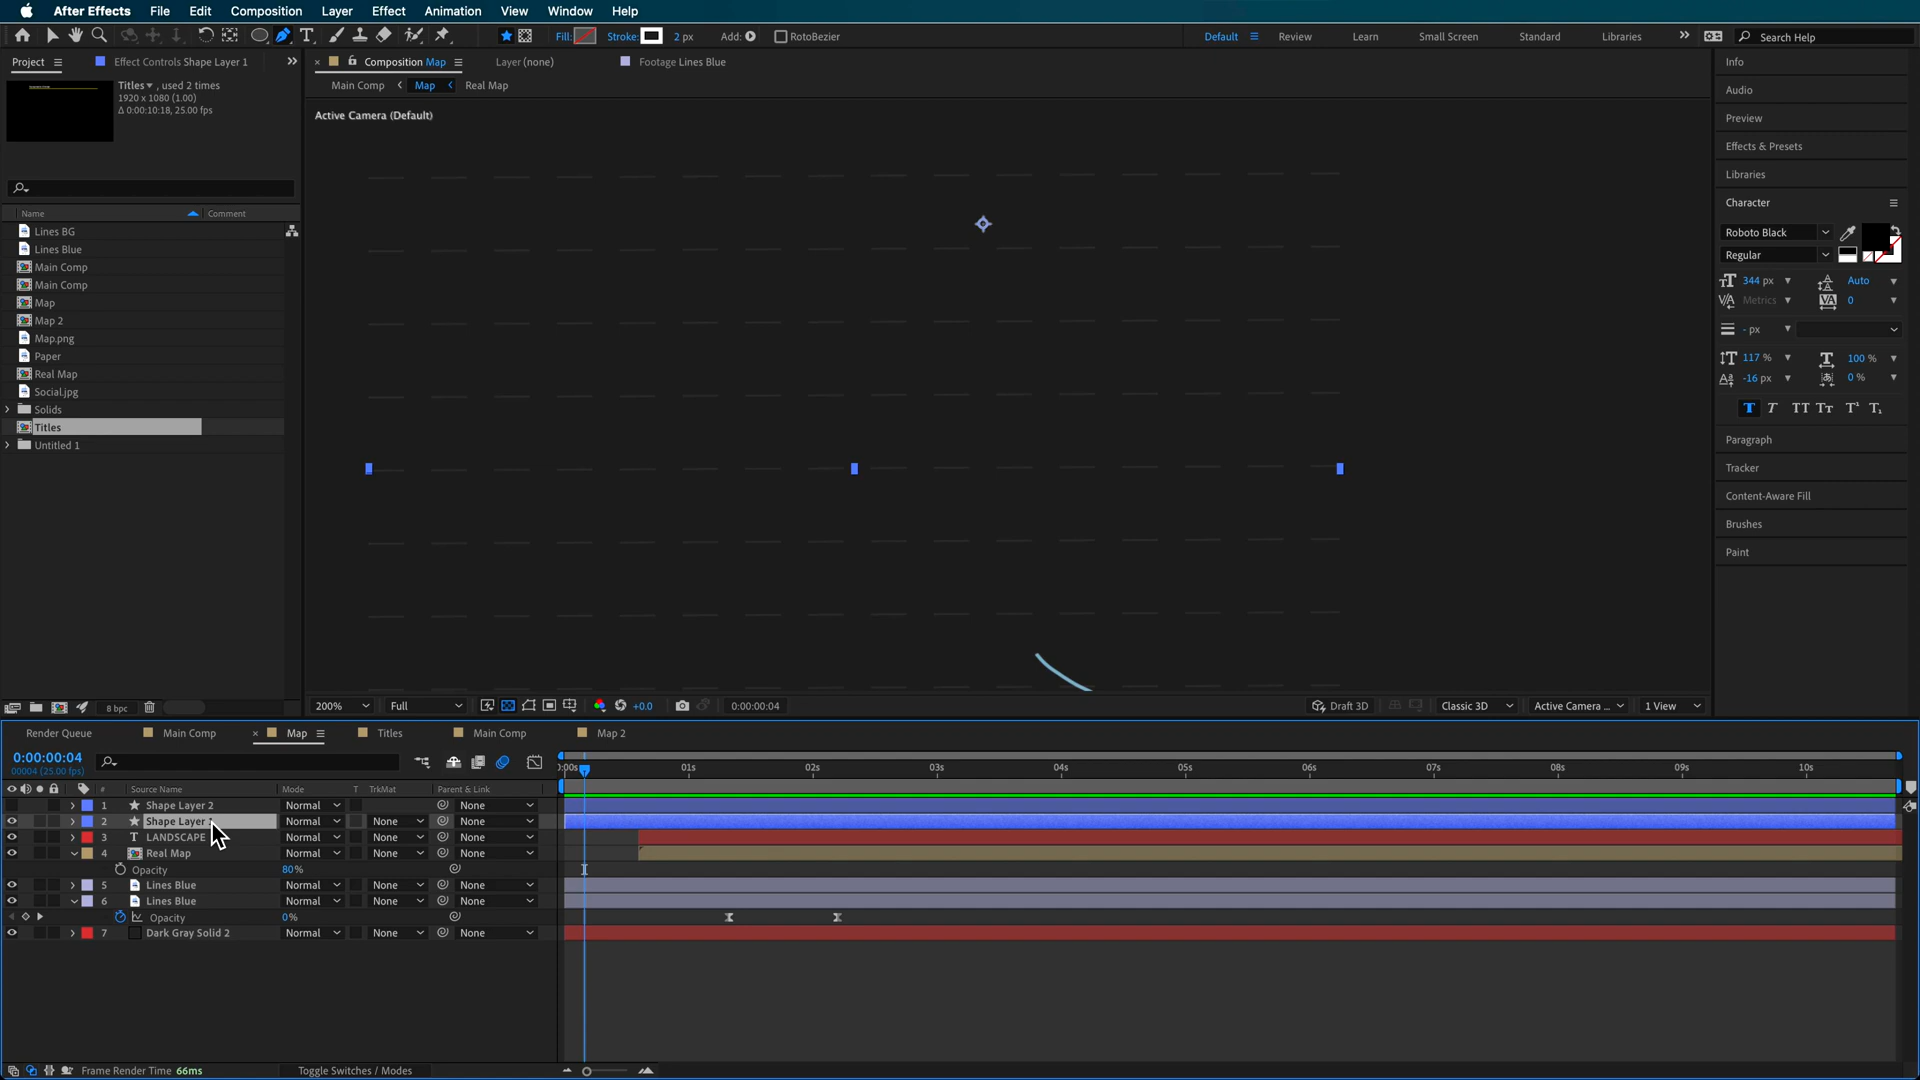 After Effects File Edit Composition Layer Effect Animation View Window Help
Fill: Stroke: 2 px Add: RotoBezier Default Review Learn Small Screen Standard Libraries Search Help
Project Effect Controls Shape Layer 1
Composition Map Layer (none) Footage Lines Blue
Main Comp Map Real Map
Titles , used 2 times
1920 x 1080 (1.00)
Δ 0:00:10:18, 25.00 fps
Active Camera (Default)
Name Comment
Lines BG
Lines Blue
Main Comp
Main Comp
Map
Map 2
Map.png
Paper
Real Map
Social.jpg
Solids
Titles
Untitled 1
8 bpc
200% Full +0.0 0:00:00:04 Draft 3D Classic 3D Active Camera ... 1 View
Info
Audio
Preview
Effects & Presets
Libraries
Character
Roboto Black
Regular
344 px Auto
Metrics 0
- px
117 % 100 %
-16 px 0 %
Paragraph
Tracker
Content-Aware Fill
Brushes
Paint
Render Queue Main Comp Map Titles Main Comp Map 2
0:00:00:04
00004 (25.00 fps)
01s 02s 03s 04s 05s 06s 07s 08s 09s 10s
# Source Name Mode T TrkMat Parent & Link
1 Shape Layer 2 Normal None
2 Shape Layer Normal None None
3 LANDSCAPE Normal None None
4 Real Map Normal None None
Opacity 80%
5 Lines Blue Normal None None
6 Lines Blue Normal None None
Opacity 0%
7 Dark Gray Solid 2 Normal None None
Frame Render Time 66ms Toggle Switches / Modes